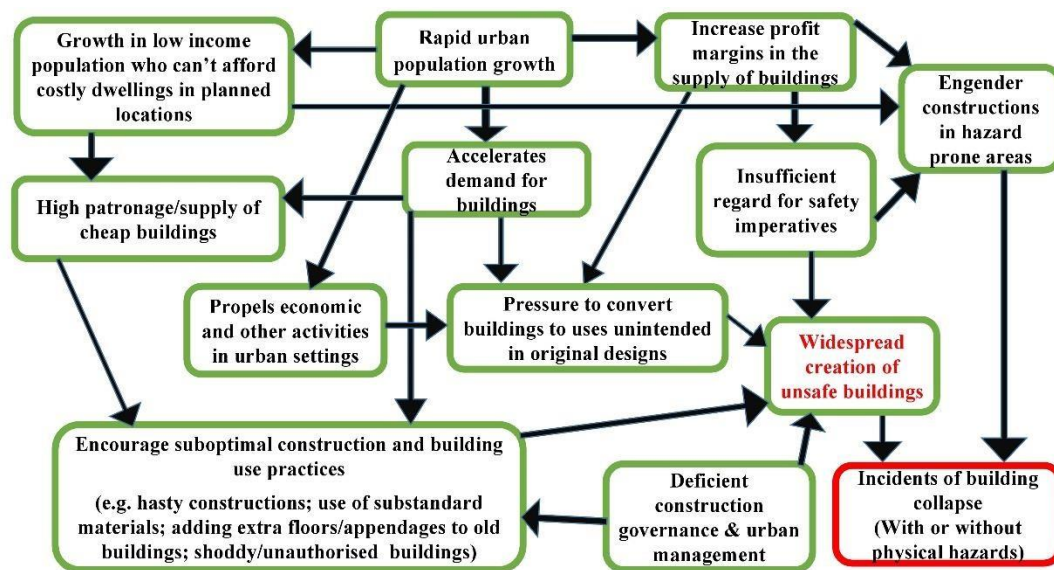 Growth in low income
population who can't afford
costly dwellings in planned
locations
Rapid urban
population growth
Increase profit
margins in the
supply of buildings
Engender
constructions
in hazard
prone areas
High patronage/supply of
cheap buildings
Accelerates
demand for
buildings
Insufficient
regard for safety
imperatives
Propels economic
and other activities
in urban settings
Pressure to convert
buildings to uses unintended
in original designs
Widespread
creation of
unsafe buildings
Encourage suboptimal construction and building
use practices
(e.g. hasty constructions; use of substandard
materials; adding extra floors/appendages to old
buildings; shoddy/unauthorised buildings)
Deficient
construction
governance & urban
management
Incidents of building
collapse
(With or without
physical hazards)